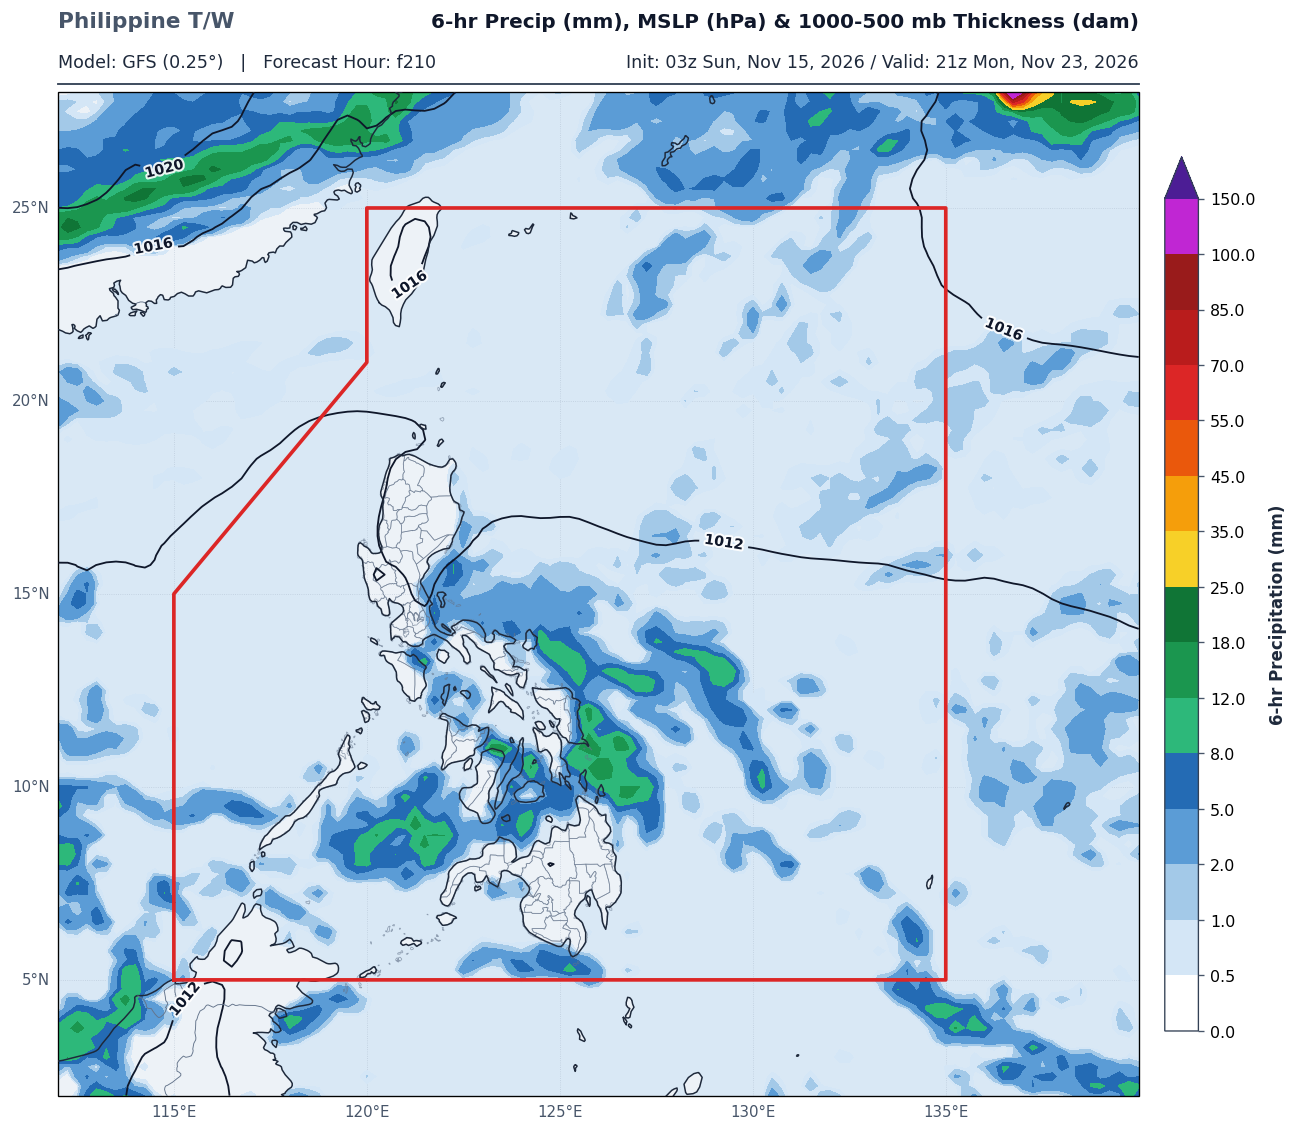 Philippine T/W
6-hr Precip (mm), MSLP (hPa) & 1000-500 mb Thickness (dam)
Model: GFS (0.25°) | Forecast Hour: f210
Init: 03z Sun, Nov 15, 2026 / Valid: 21z Mon, Nov 23, 2026
1020
1016
1016
1016
1012
1012
25°N
20°N
15°N
10°N
5°N
115°E
120°E
125°E
130°E
135°E
150.0
100.0
85.0
70.0
55.0
45.0
35.0
25.0
18.0
12.0
8.0
5.0
2.0
1.0
0.5
0.0
6-hr Precipitation (mm)